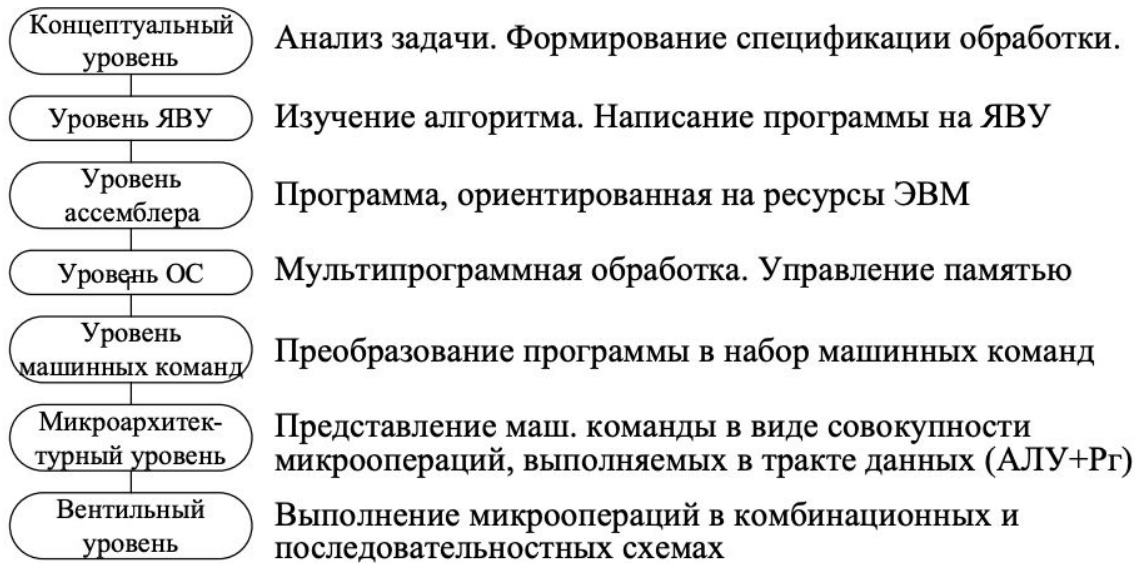 Концептуальный
уровень
Анализ задачи. Формирование спецификации обработки.
Уровень ЯВУ
Изучение алгоритма. Написание программы на ЯВУ
Уровень
ассемблера
Программа, ориентированная на ресурсы ЭВМ
Уровень ОС
Мультипрограммная обработка. Управление памятью
Уровень
машинных команд
Преобразование программы в набор машинных команд
Микроархитек-
турный уровень
Представление маш. команды в виде совокупности
микроопераций, выполняемых в тракте данных (АЛУ+Рг)
Вентильный
уровень
Выполнение микроопераций в комбинационных и
последовательностных схемах